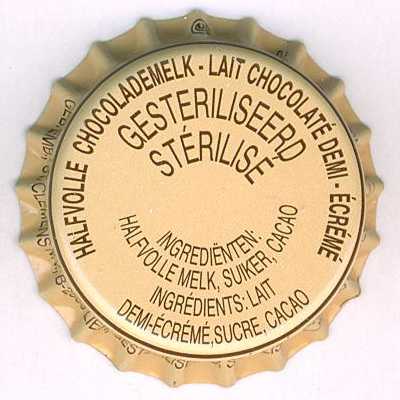 HALFVOLLE CHOCOLADEMELK - LAIT CHOCOLATÉ DEMI - ÉCRÉMÉ
GESTERILISEERD
STÉRILISÉ
INGREDIËNTEN:
HALFVOLLE MELK, SUIKER, CACAO
INGRÉDIENTS: LAIT
DEMI-ÉCRÉMÉ, SUCRE, CACAO